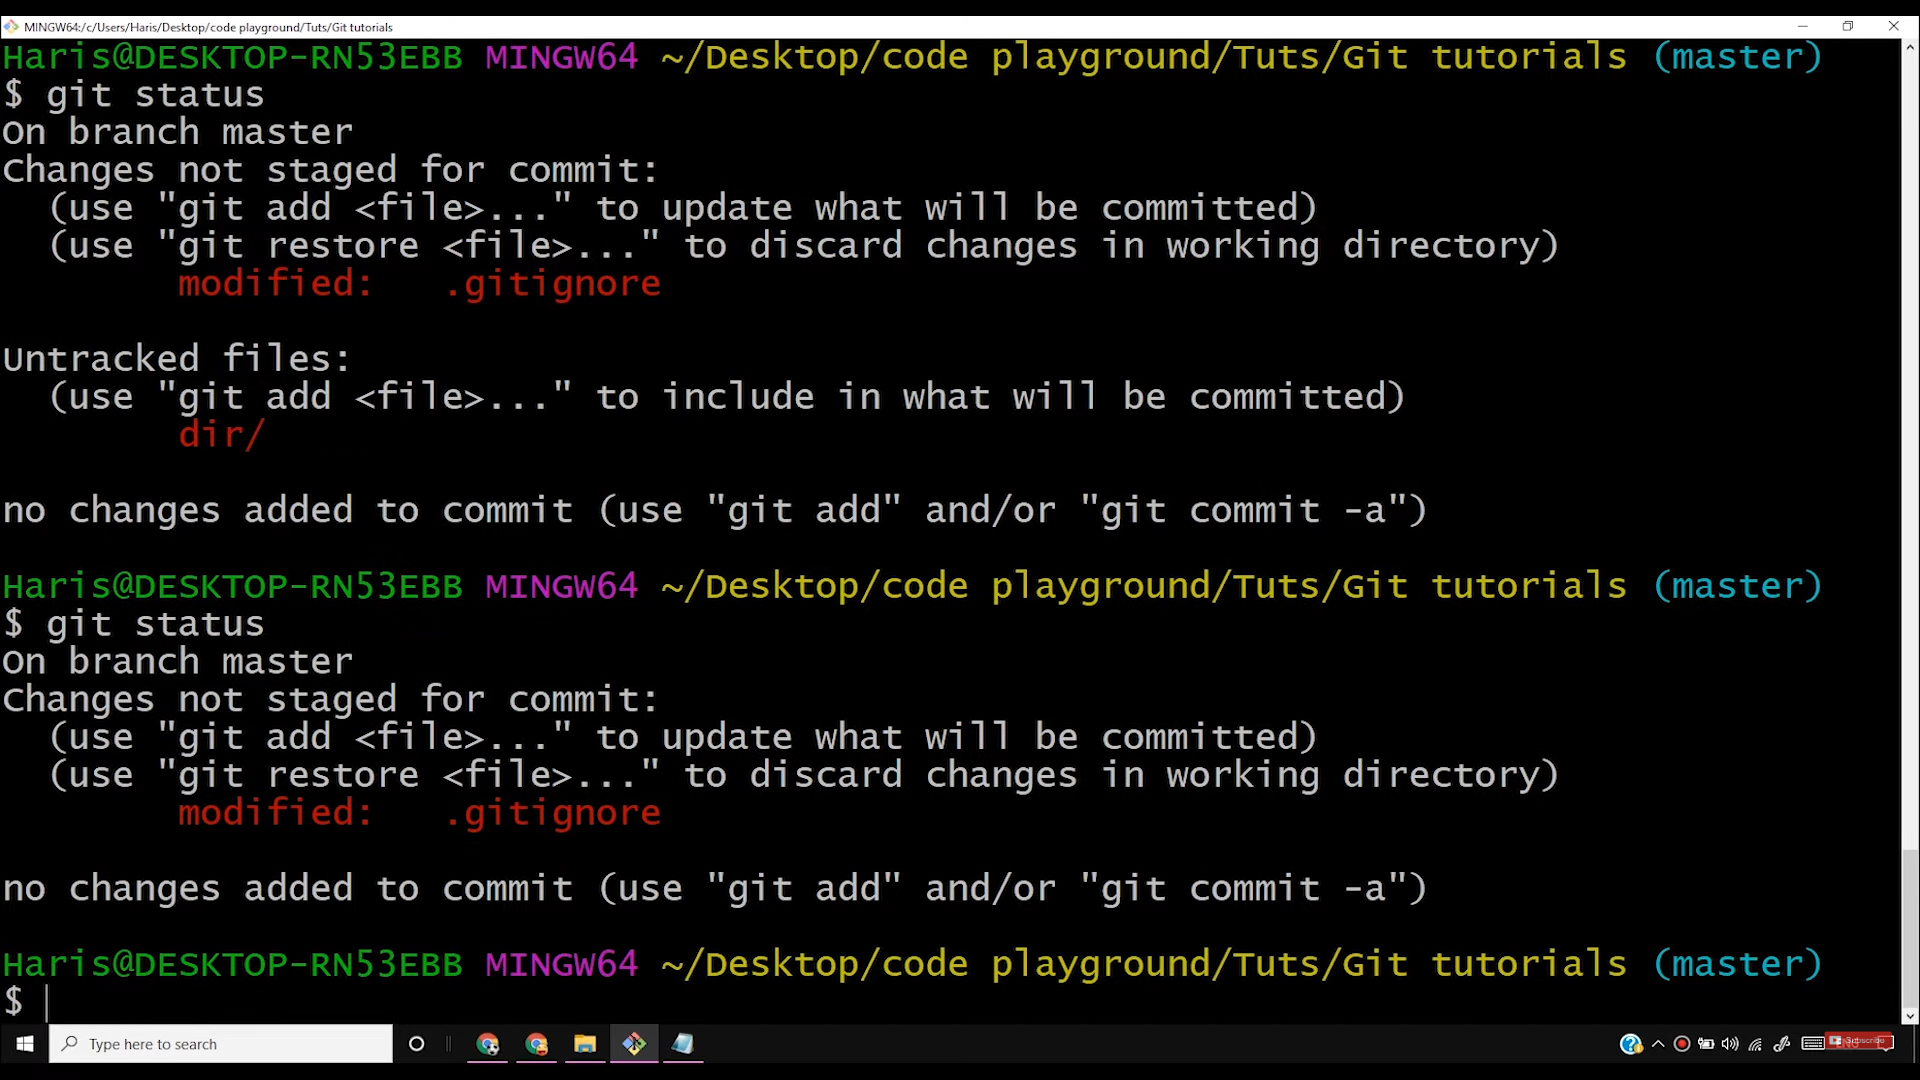 MINGW64:/c/Users/Haris/Desktop/code playground/Tuts/Git tutorials
Haris@DESKTOP-RN53EBB MINGW64 ~/Desktop/code playground/Tuts/Git tutorials (master)
$ git status
On branch master
Changes not staged for commit:
  (use "git add <file>..." to update what will be committed)
  (use "git restore <file>..." to discard changes in working directory)
        modified:   .gitignore
Untracked files:
  (use "git add <file>..." to include in what will be committed)
        dir/
no changes added to commit (use "git add" and/or "git commit -a")
Haris@DESKTOP-RN53EBB MINGW64 ~/Desktop/code playground/Tuts/Git tutorials (master)
$ git status
On branch master
Changes not staged for commit:
  (use "git add <file>..." to update what will be committed)
  (use "git restore <file>..." to discard changes in working directory)
        modified:   .gitignore
no changes added to commit (use "git add" and/or "git commit -a")
Haris@DESKTOP-RN53EBB MINGW64 ~/Desktop/code playground/Tuts/Git tutorials (master)
$
Type here to search
Subscribe